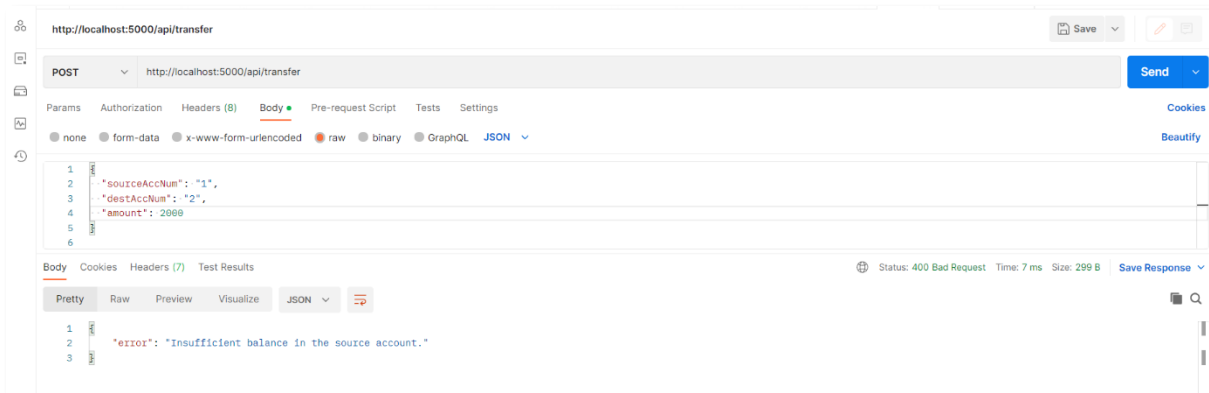 http://localhost:5000/api/transfer
Save
POST http://localhost:5000/api/transfer Send
Params Authorization Headers (8) Body Pre-request Script Tests Settings Cookies
none form-data x-www-form-urlencoded raw binary GraphQL JSON Beautify
1 {
2 "sourceAccNum": "1",
3 "destAccNum": "2",
4 "amount": 2000
5 }
6
Body Cookies Headers (7) Test Results Status: 400 Bad Request Time: 7 ms Size: 299 B Save Response
Pretty Raw Preview Visualize JSON
1 {
2 "error": "Insufficient balance in the source account."
3 }